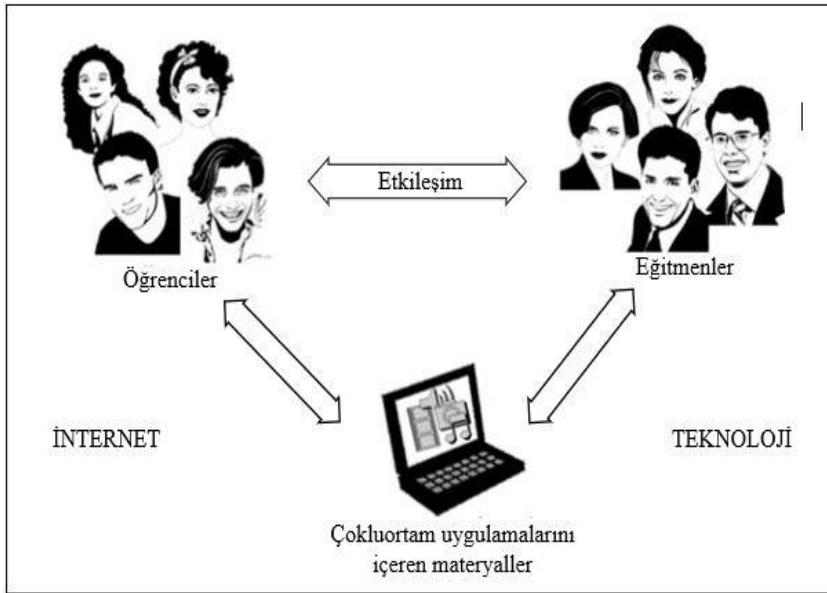 Etkileşim
Öğrenciler
Eğitmenler
İNTERNET
TEKNOLOJİ
Çokluortam uygulamalarını
içeren materyaller